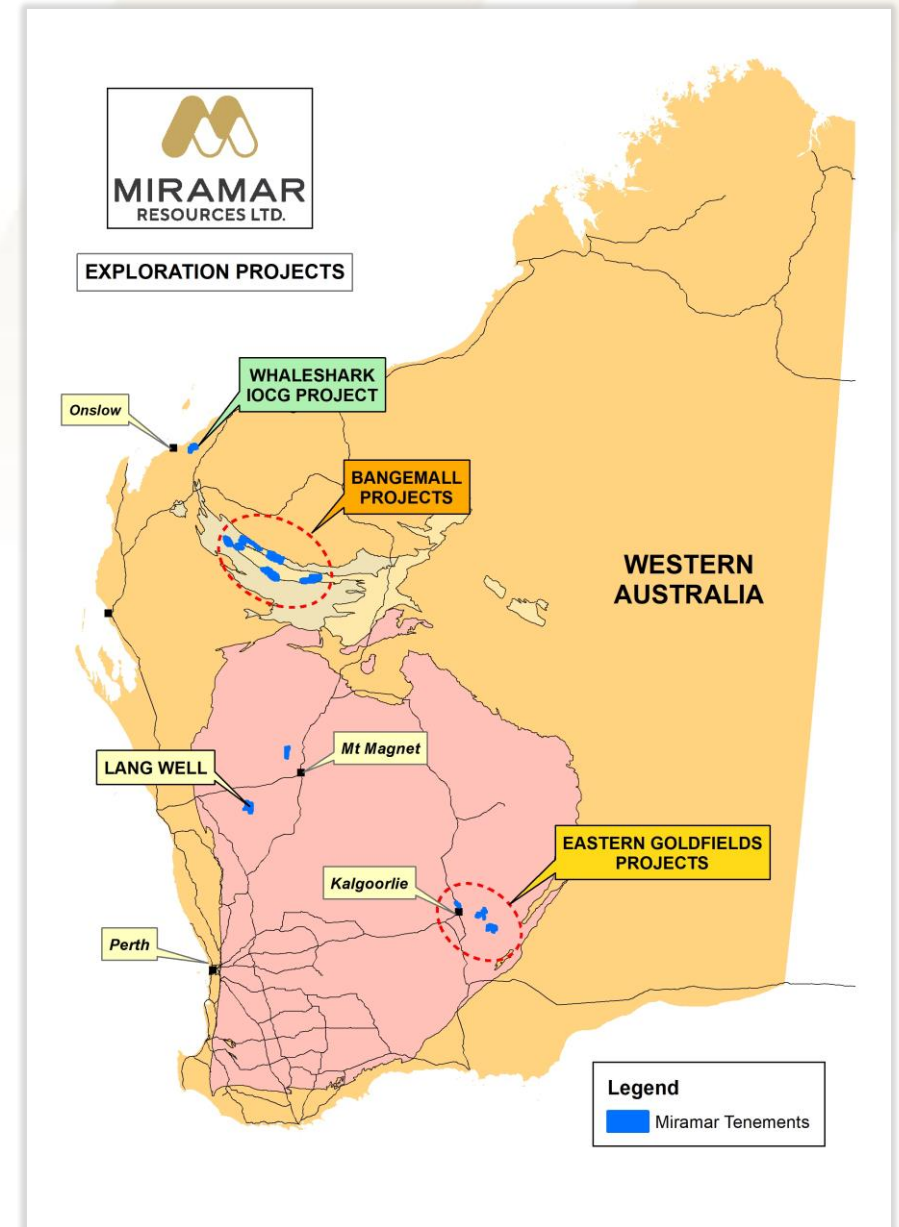 MIRAMAR
RESOURCES LTD.
EXPLORATION PROJECTS
WHALESHARK
IOCG PROJECT
Onslow
BANGEMALL
PROJECTS
WESTERN
AUSTRALIA
Mt Magnet
LANG WELL
EASTERN GOLDFIELDS
PROJECTS
Kalgoorlie
Perth
Legend
Miramar Tenements